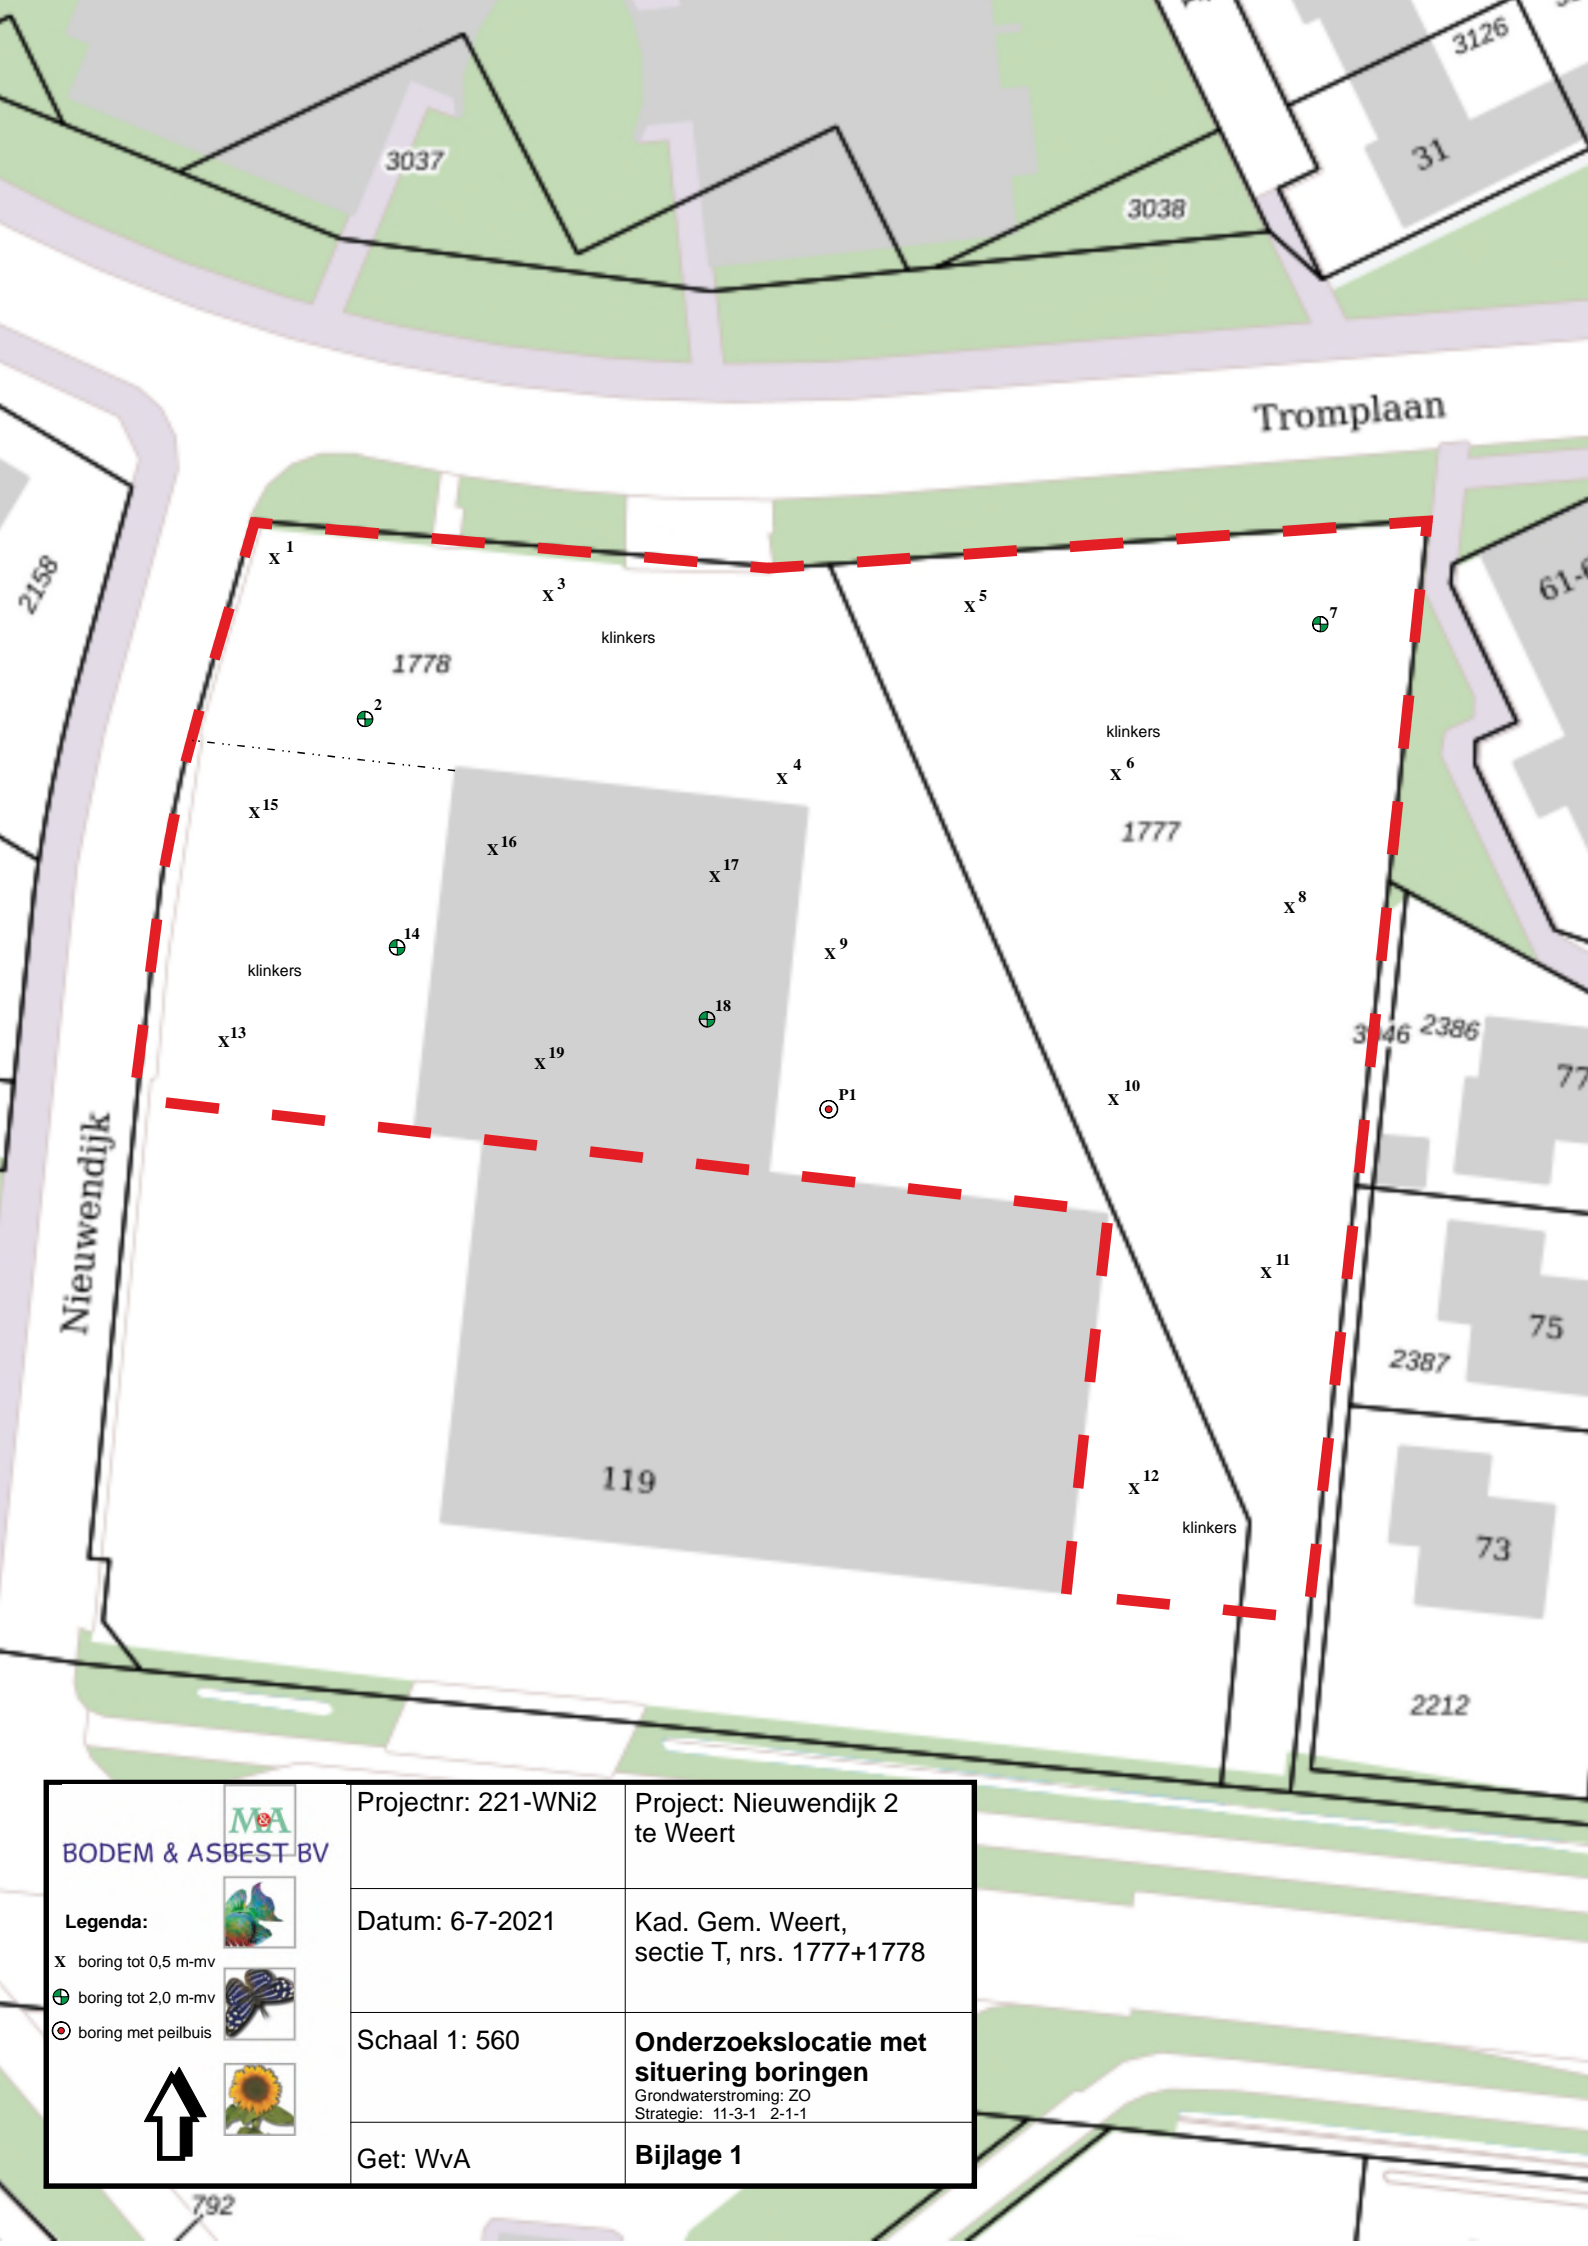 3126
31
3037
3038
Tromplaan
2158
61-6
x 1
x 3
x 5
7
klinkers
1778
2
klinkers
x 4
x 6
1777
x 15
x 16
x 17
x 8
14
x 9
klinkers
18
x 13
x 19
3946 2386
77
P1
x 10
Nieuwendijk
x 11
75
2387
119
x 12
klinkers
73
2212
M&A
BODEM & ASBEST BV
Legenda:
x boring tot 0,5 m-mv
boring tot 2,0 m-mv
boring met peilbuis
Projectnr: 221-WNi2
Project: Nieuwendijk 2
te Weert
Datum: 6-7-2021
Kad. Gem. Weert,
sectie T, nrs. 1777+1778
Schaal 1: 560
Onderzoekslocatie met
situering boringen
Grondwaterstroming: ZO
Strategie: 11-3-1 2-1-1
Get: WvA
Bijlage 1
792